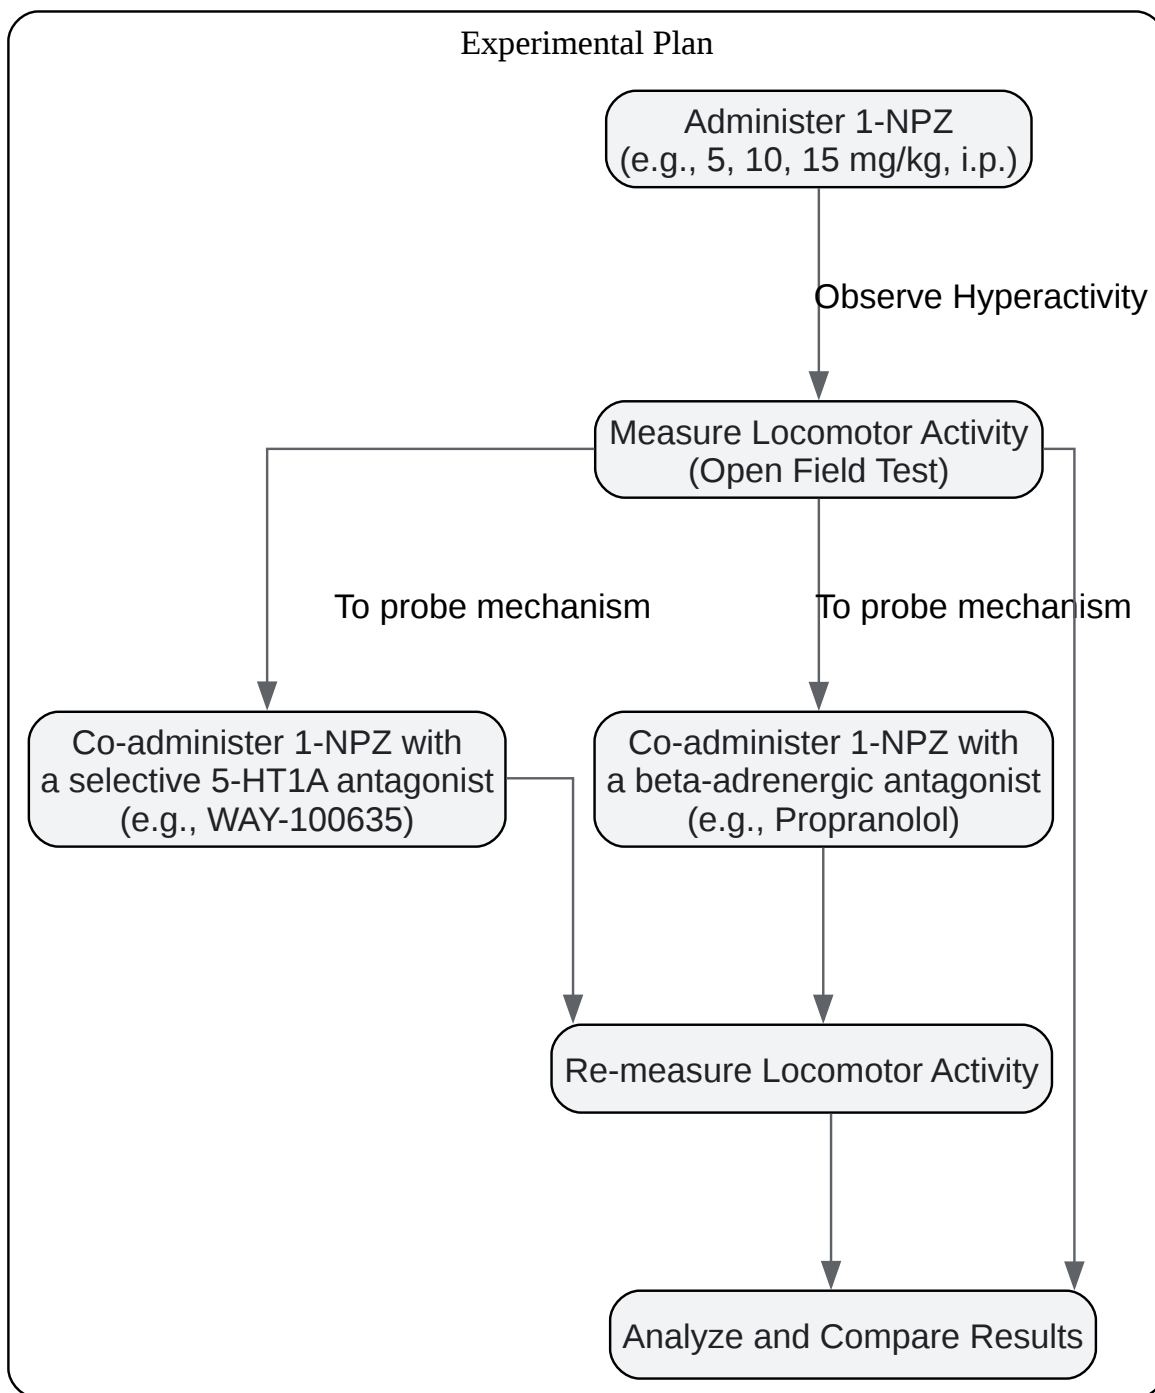 Experimental Plan
Administer 1-NPZ
(e.g., 5, 10, 15 mg/kg, i.p.)
Observe Hyperactivity
Measure Locomotor Activity
(Open Field Test)
To probe mechanism
To probe mechanism
Co-administer 1-NPZ with
a selective 5-HT1A antagonist
(e.g., WAY-100635)
Co-administer 1-NPZ with
a beta-adrenergic antagonist
(e.g., Propranolol)
Re-measure Locomotor Activity
Analyze and Compare Results